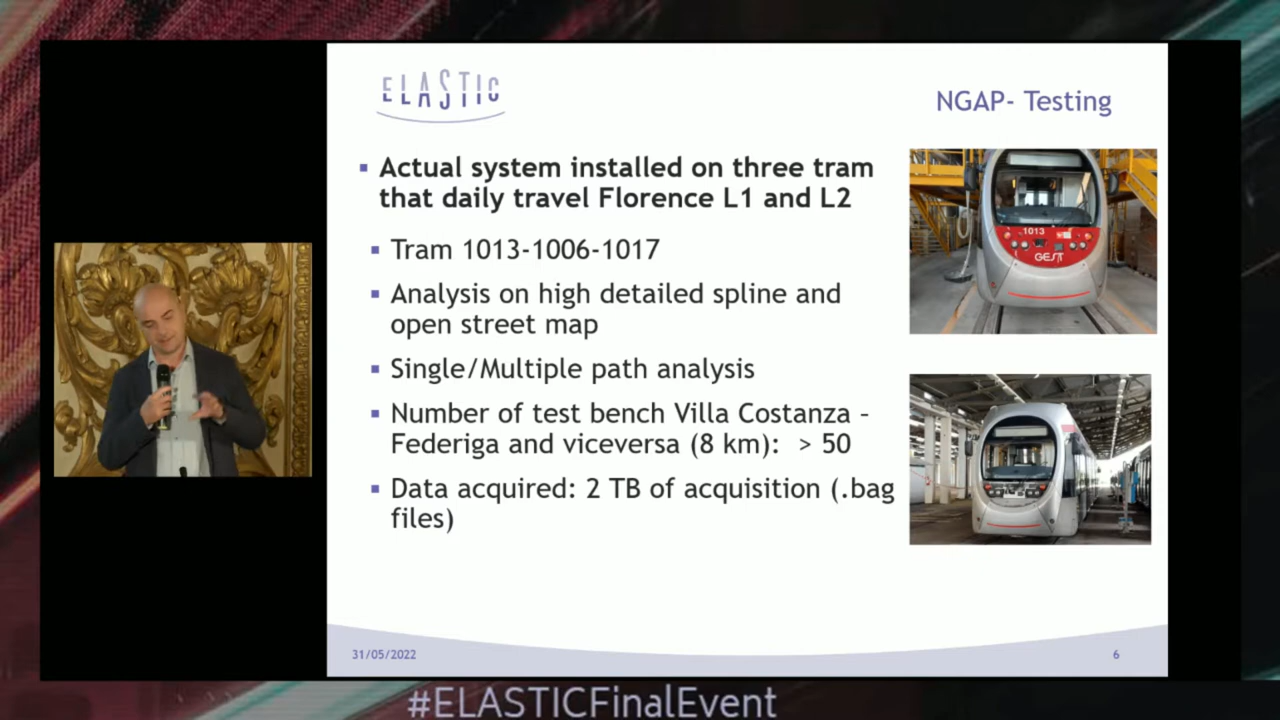 ELASTIC
NGAP- Testing
Actual system installed on three tram
that daily travel Florence L1 and L2
Tram 1013-1006-1017
Analysis on high detailed spline and
open street map
Single/Multiple path analysis
Number of test bench Villa Costanza –
Federiga and viceversa (8 km): > 50
Data acquired: 2 TB of acquisition (.bag
files)
1013
GEST
31/05/2022
6
#ELASTICFinalEvent